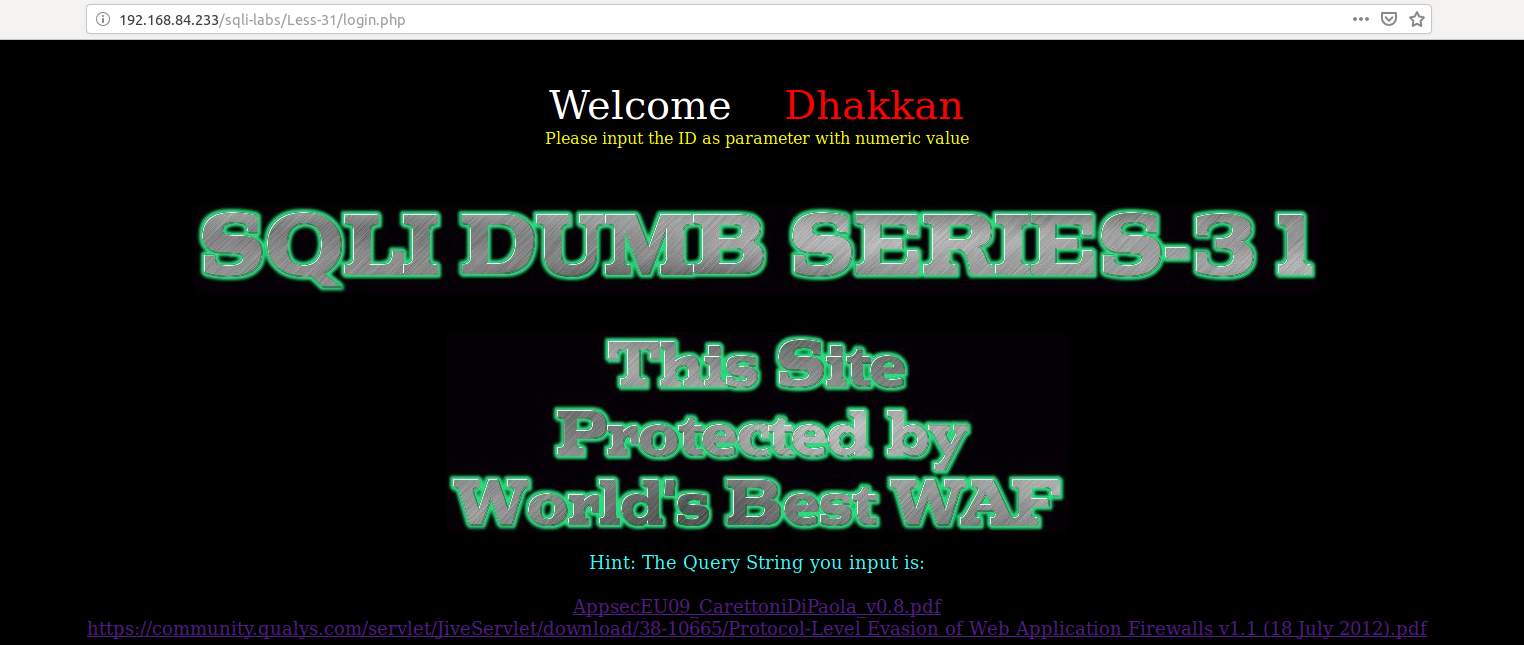 192.168.84.233/sqli-labs/Less-31/login.php
Welcome Dhakkan
Please input the ID as parameter with numeric value
SQLI DUMB SERIES-31
This Site
Protected by
World's Best WAF
Hint: The Query String you input is:
AppsecEU09_CarettoniDiPaola_v0.8.pdf
https://community.qualys.com/servlet/JiveServlet/download/38-10665/Protocol-Level Evasion of Web Application Firewalls v1.1 (18 July 2012).pdf